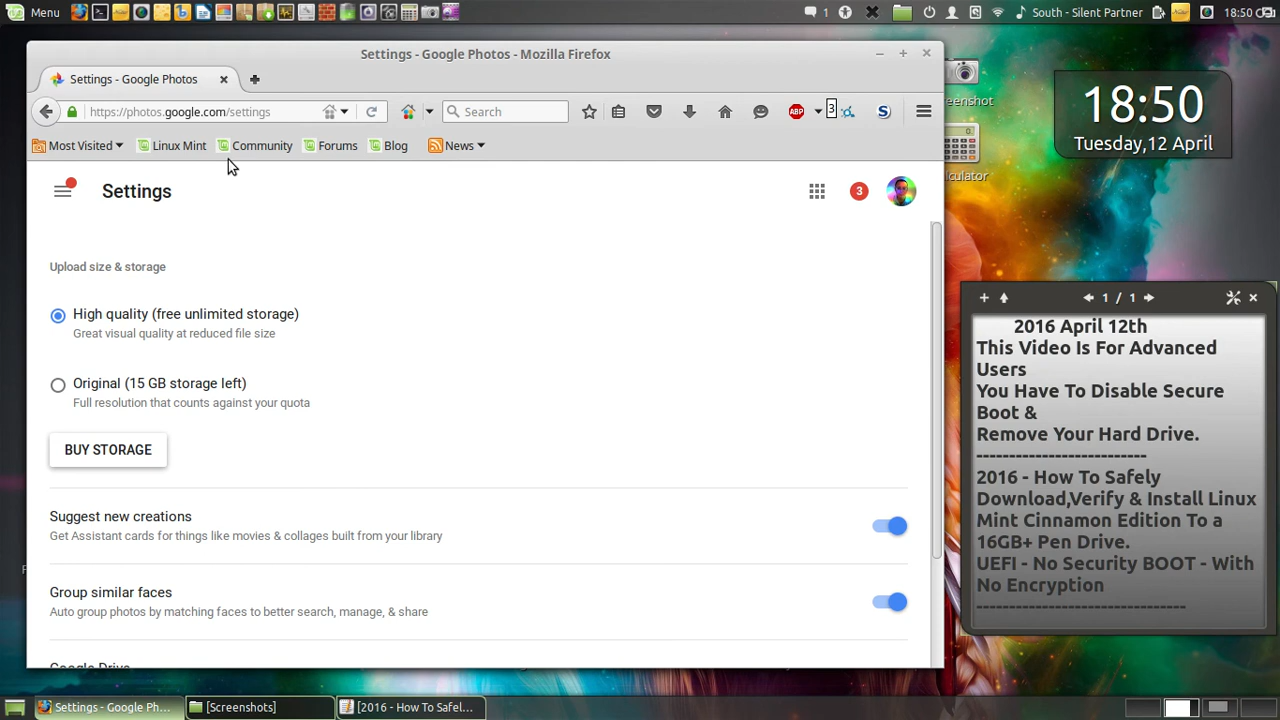 Menu
1
South - Silent Partner
18:50
Settings - Google Photos - Mozilla Firefox
Settings - Google Photos
https://photos.google.com/settings
Search
ABP
3
S
Most Visited
Linux Mint
Community
Forums
Blog
News
Settings
3
Upload size & storage
High quality (free unlimited storage)
Great visual quality at reduced file size
Original (15 GB storage left)
Full resolution that counts against your quota
BUY STORAGE
Suggest new creations
Get Assistant cards for things like movies & collages built from your library
Group similar faces
Auto group photos by matching faces to better search, manage, & share
Google Drive
eenshot
lculator
18:50
Tuesday,12 April
1 / 1
2016 April 12th
This Video Is For Advanced
Users
You Have To Disable Secure
Boot &
Remove Your Hard Drive.
--------------------------
2016 - How To Safely
Download,Verify & Install Linux
Mint Cinnamon Edition To a
16GB+ Pen Drive.
UEFI - No Security BOOT - With
No Encryption
--------------------------------
Settings - Google Ph...
[Screenshots]
[2016 - How To Safel...